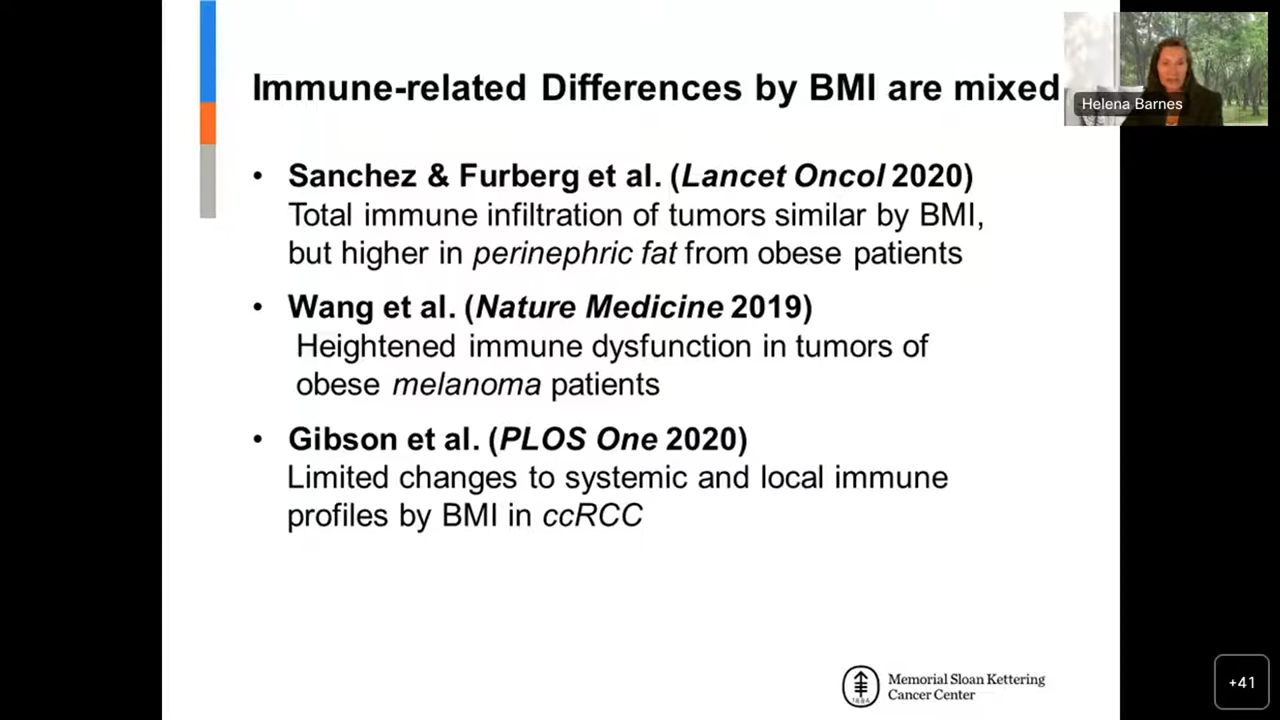 Immune-related Differences by BMI are mixed
Helena Barnes
• Sanchez & Furberg et al. (Lancet Oncol 2020)
Total immune infiltration of tumors similar by BMI,
but higher in perinephric fat from obese patients
• Wang et al. (Nature Medicine 2019)
Heightened immune dysfunction in tumors of
obese melanoma patients
• Gibson et al. (PLOS One 2020)
Limited changes to systemic and local immune
profiles by BMI in ccRCC
1884
Memorial Sloan Kettering
Cancer Center
+41